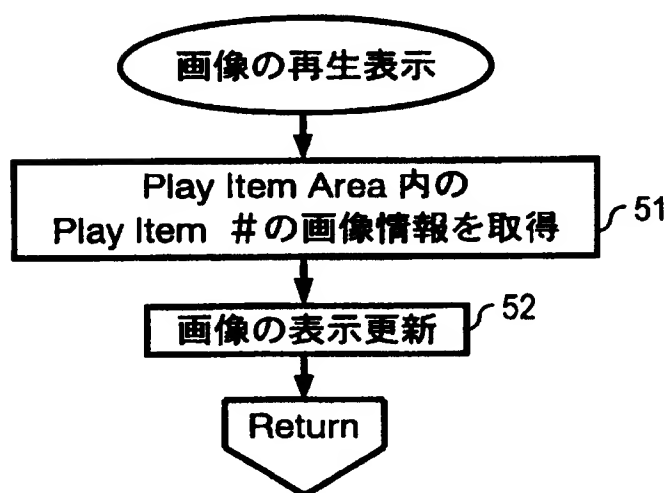 画像の再生表示
Play Item Area 内の
Play Item #の画像情報を取得
51
画像の表示更新
52
Return